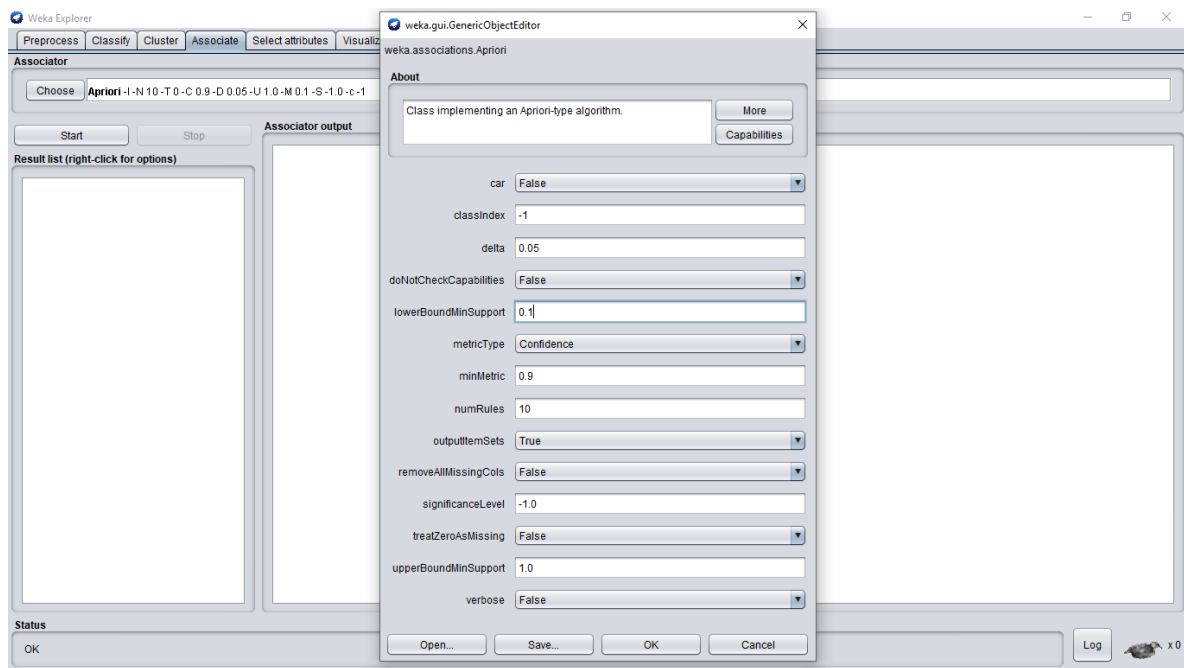 Weka Explorer
Preprocess Classify Cluster Associate Select attributes Visualiz
Associator
Choose Apriori -I -N 10 -T 0 -C 0.9 -D 0.05 -U 1.0 -M 0.1 -S -1.0 -c -1
Start Stop
Associator output
Result list (right-click for options)
weka.gui.GenericObjectEditor
weka.associations.Apriori
About
Class implementing an Apriori-type algorithm.
More
Capabilities
car False
classIndex -1
delta 0.05
doNotCheckCapabilities False
lowerBoundMinSupport 0.1
metricType Confidence
minMetric 0.9
numRules 10
outputItemSets True
removeAllMissingCols False
significanceLevel -1.0
treatZeroAsMissing False
upperBoundMinSupport 1.0
verbose False
Open... Save... OK Cancel
Status
OK
Log x 0